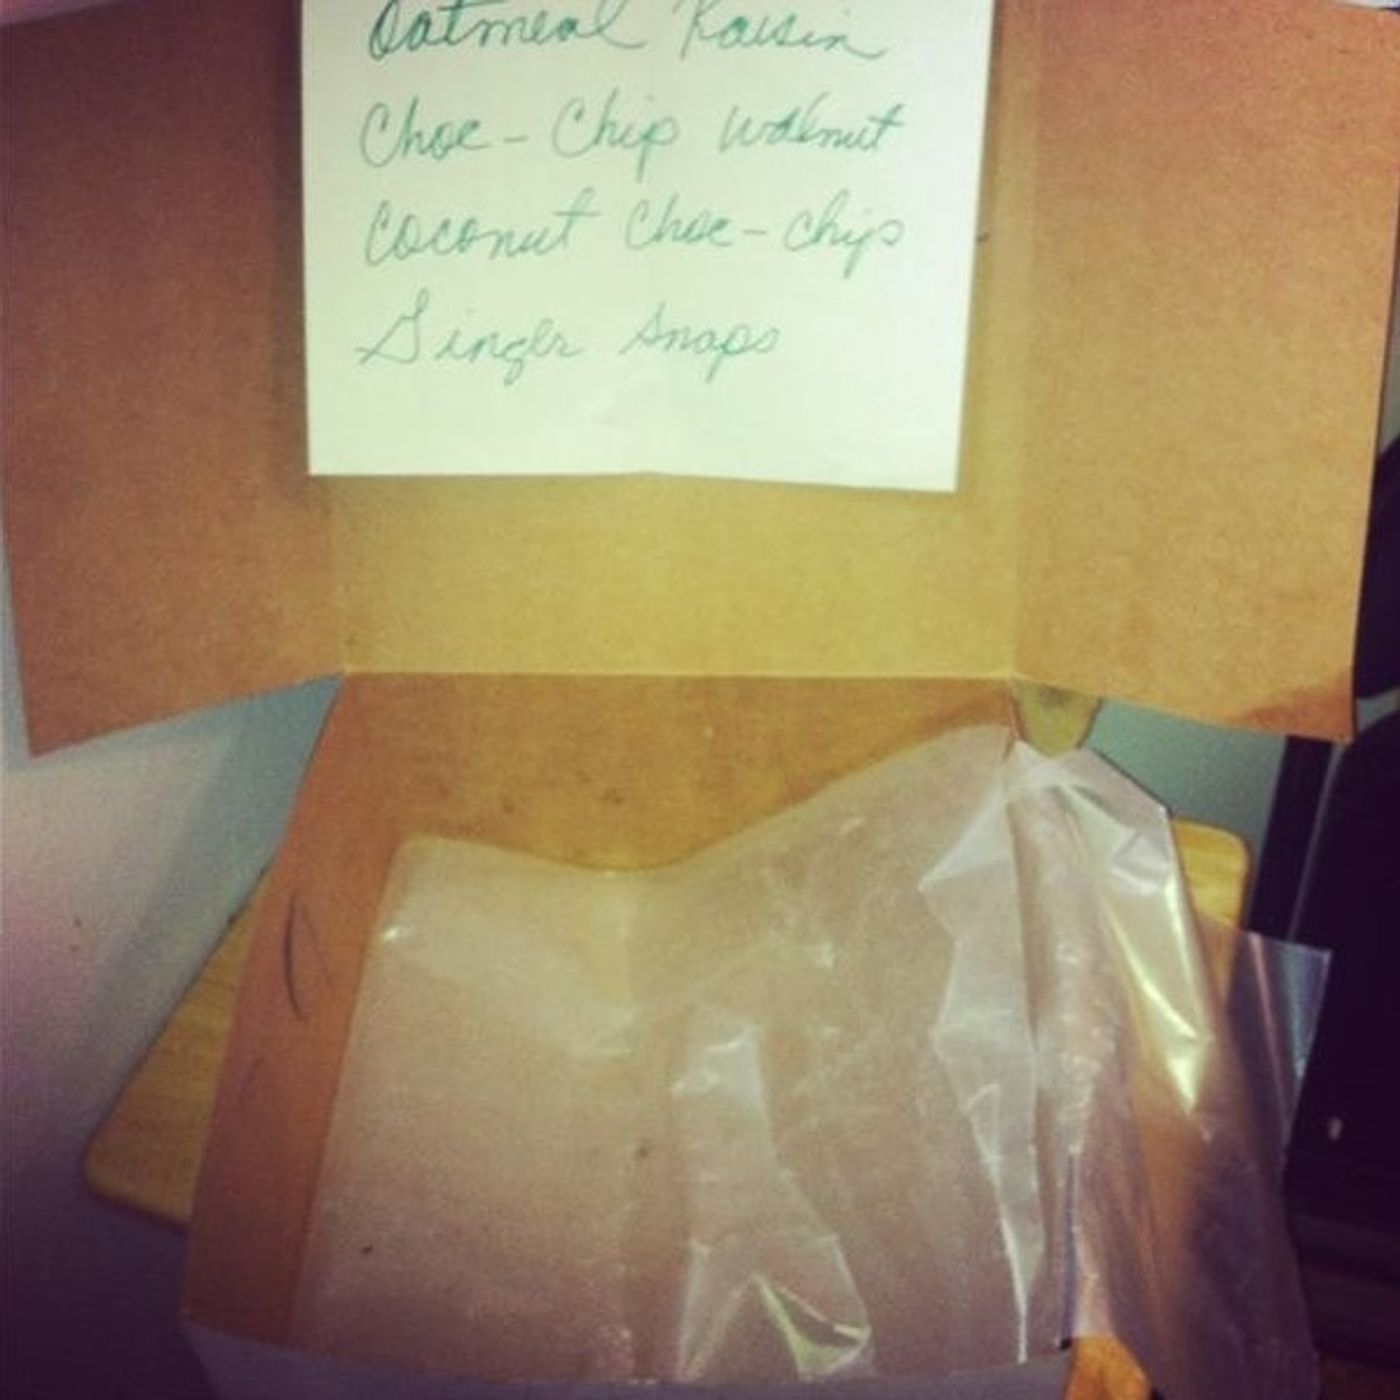 Oatmeal Raisin
Choc-Chip Walnut
Coconut Choc-chips
Ginger Snaps